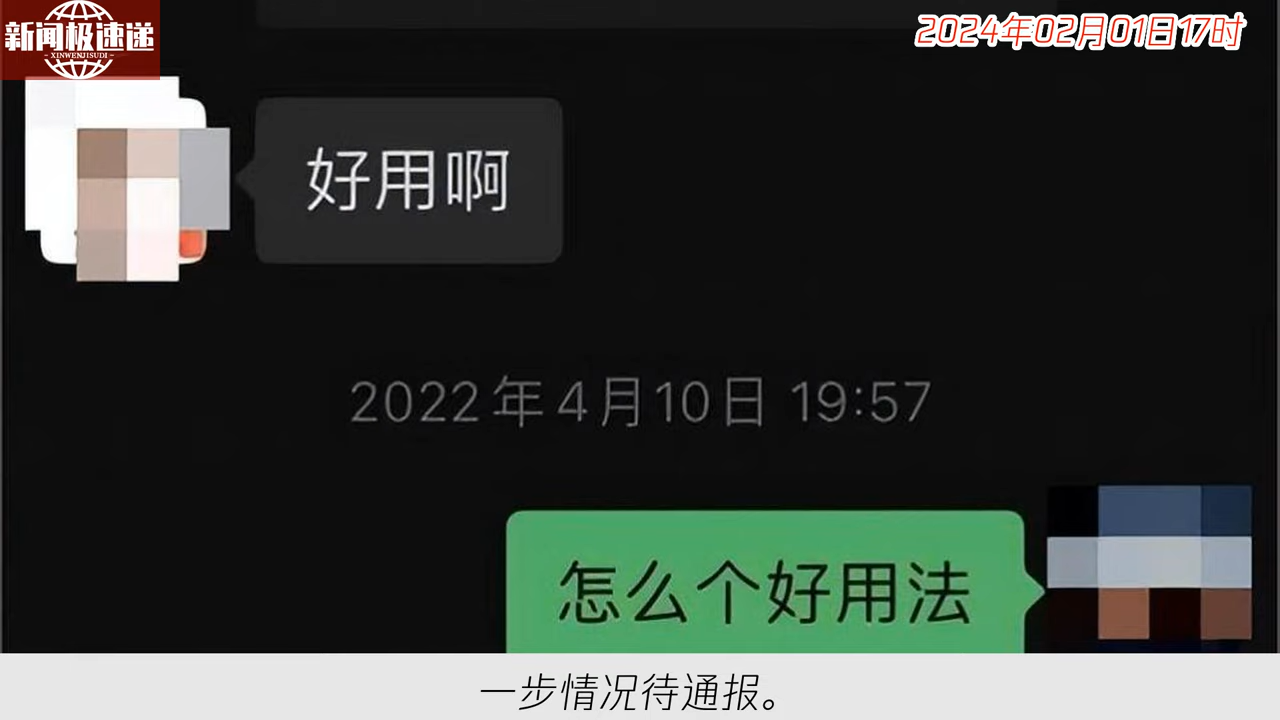 新闻极速递
XINWENJISUDI
2024年02月01日17时
好用啊
2022年4月10日 19:57
怎么个好用法
一步情况待通报。